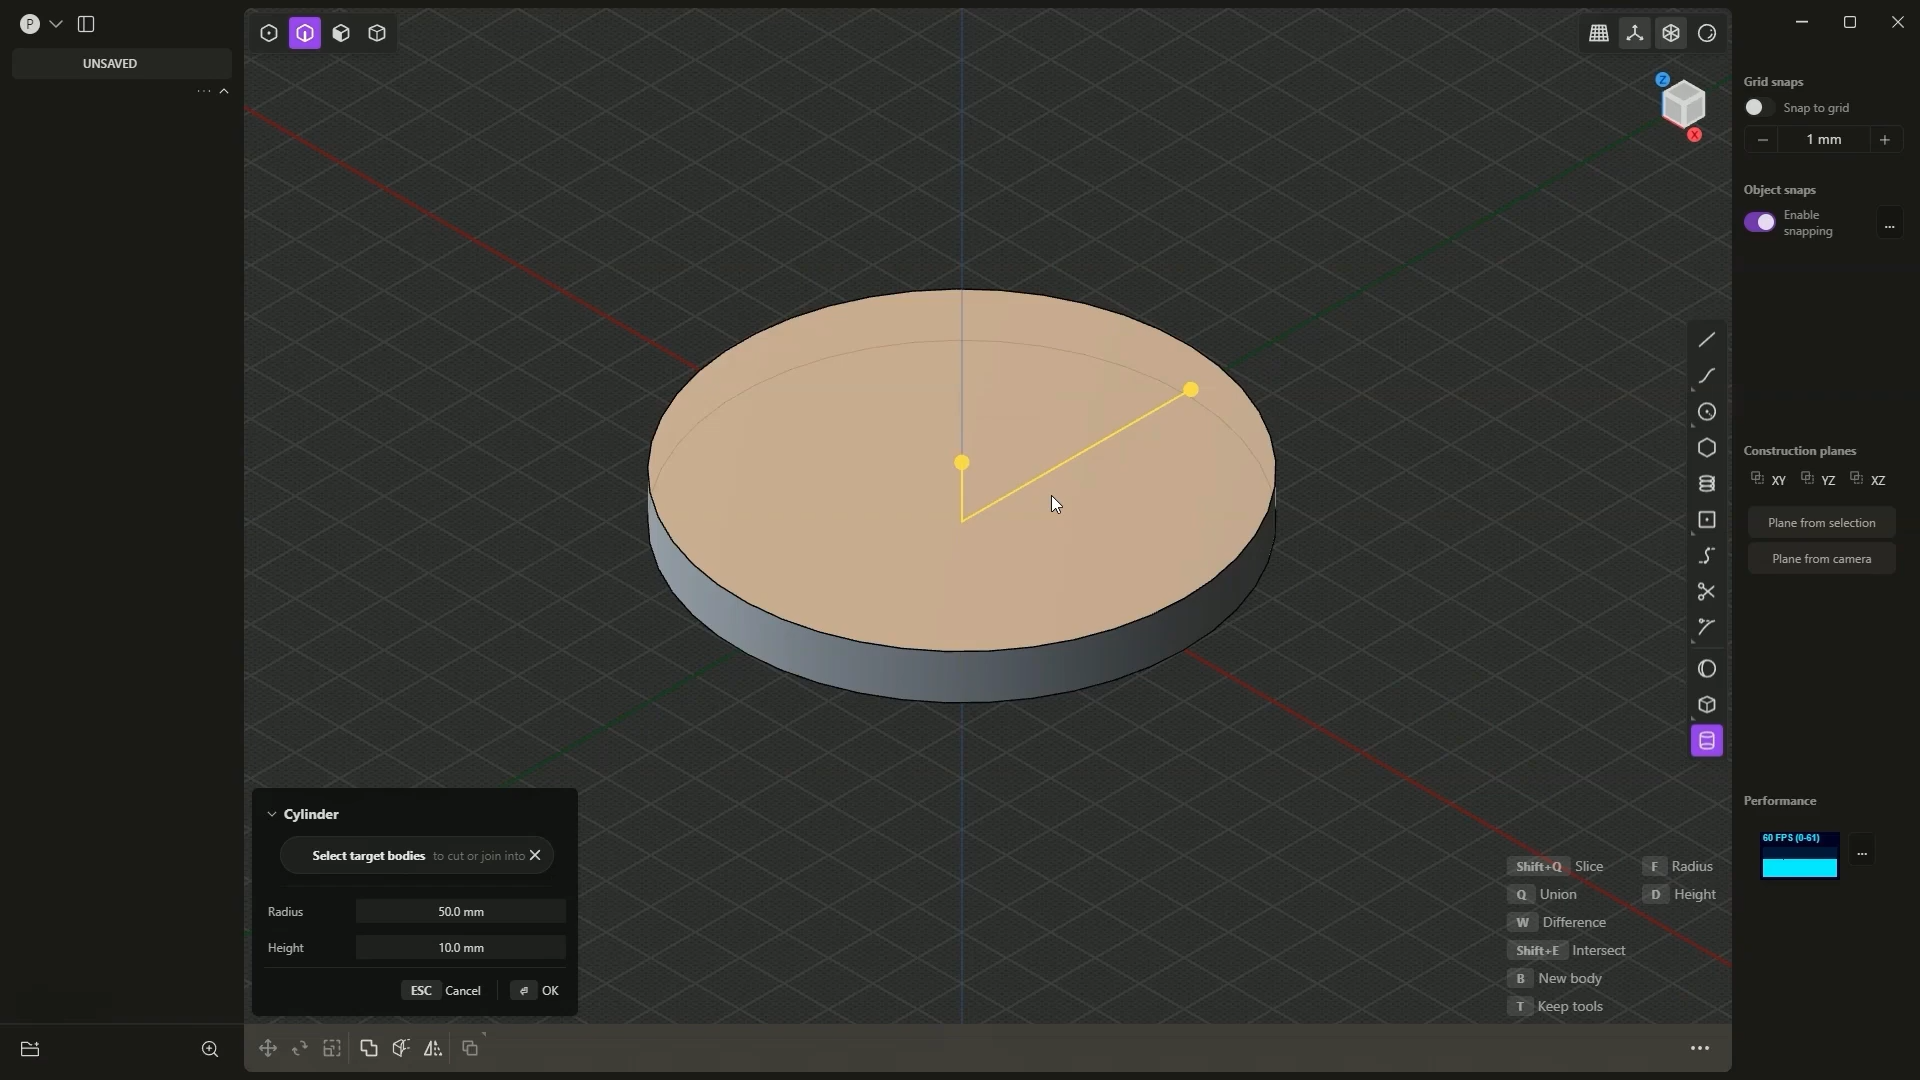 P
UNSAVED
...
Z
X
Grid snaps
Snap to grid
− 1 mm +
Object snaps
Enable snapping
...
Construction planes
XY YZ XZ
Plane from selection
Plane from camera
Performance
60 FPS (0-61)
...
Cylinder
Select target bodies to cut or join into
Radius 50.0 mm
Height 10.0 mm
ESC Cancel OK
Shift+Q Slice F Radius
Q Union D Height
W Difference
Shift+E Intersect
B New body
T Keep tools